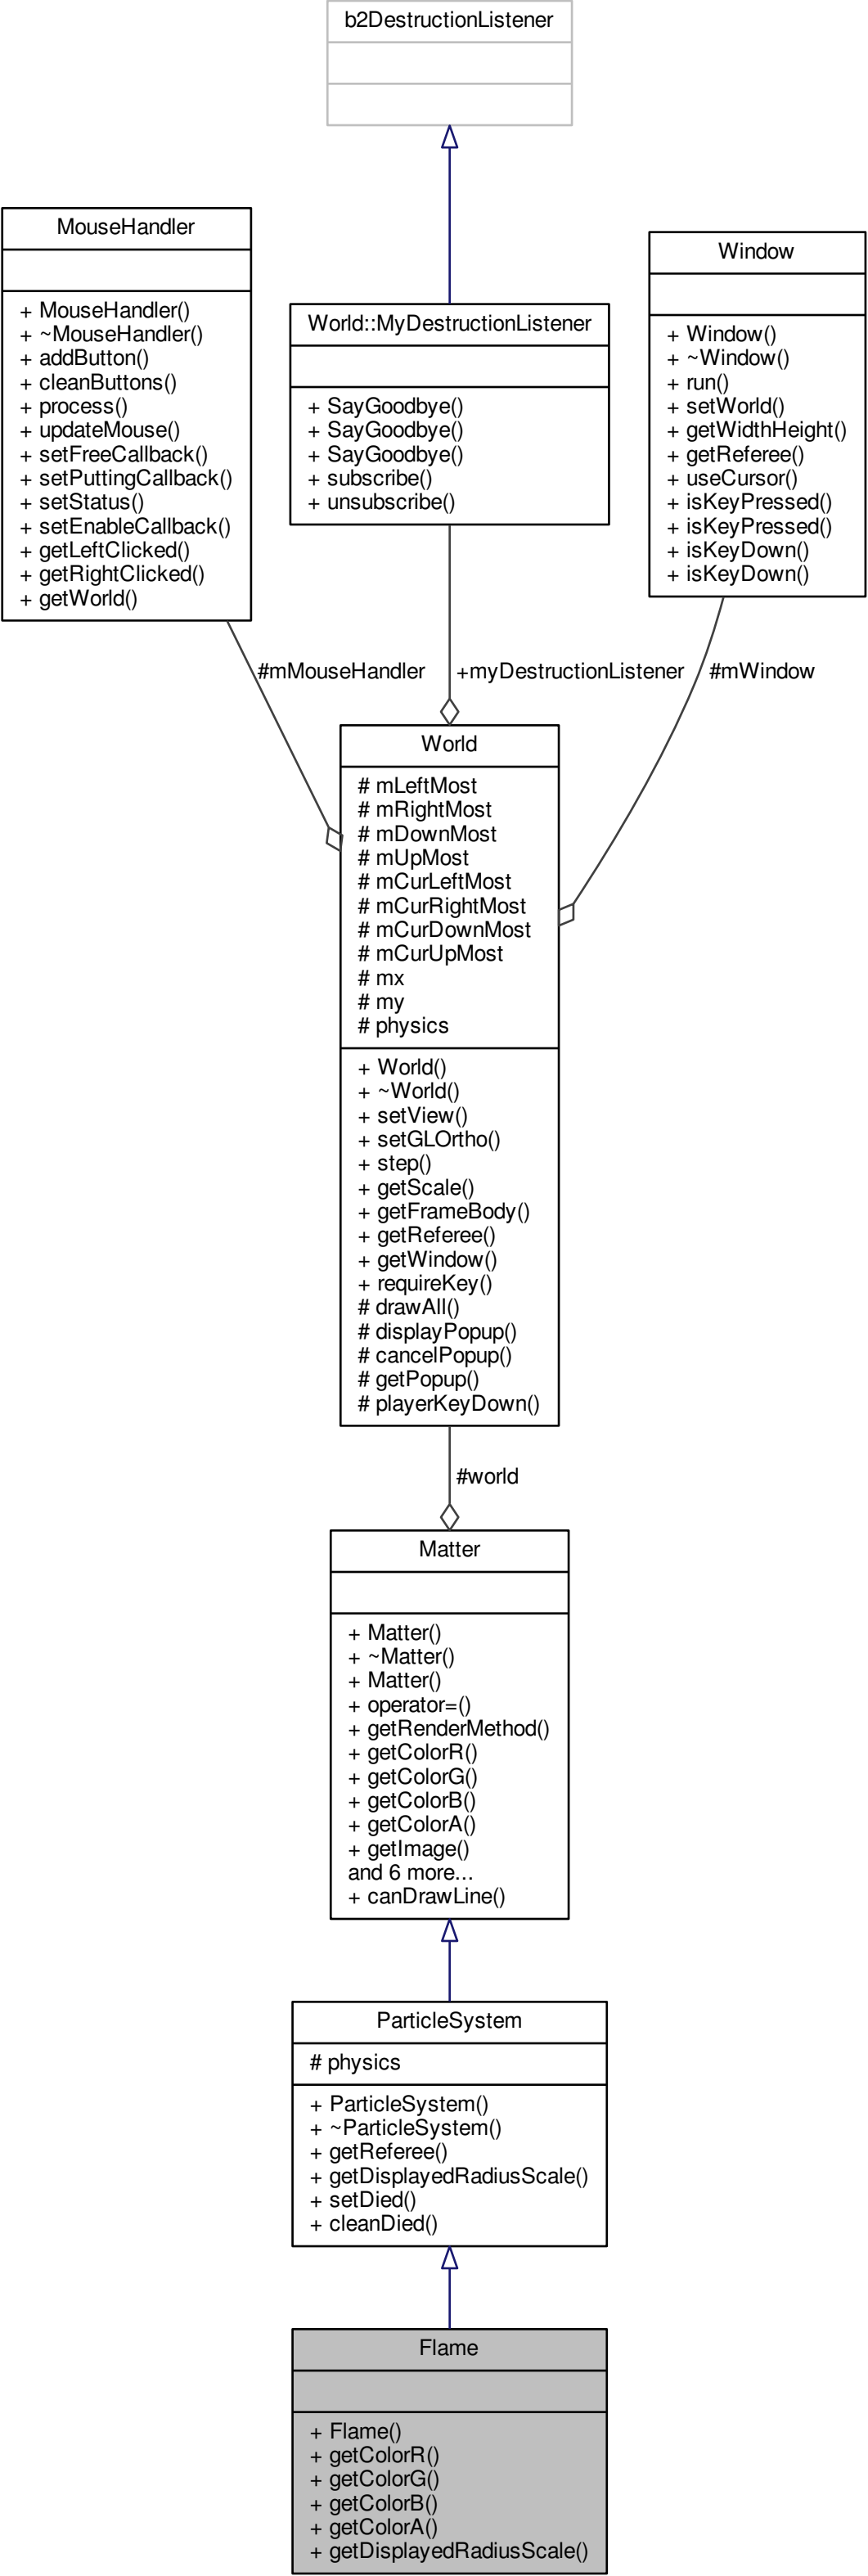 b2DestructionListener
MouseHandler
+ MouseHandler()
+ ~MouseHandler()
+ addButton()
+ cleanButtons()
+ process()
+ updateMouse()
+ setFreeCallback()
+ setPuttingCallback()
+ setStatus()
+ setEnableCallback()
+ getLeftClicked()
+ getRightClicked()
+ getWorld()
World::MyDestructionListener
+ SayGoodbye()
+ SayGoodbye()
+ SayGoodbye()
+ subscribe()
+ unsubscribe()
Window
+ Window()
+ ~Window()
+ run()
+ setWorld()
+ getWidthHeight()
+ getReferee()
+ useCursor()
+ isKeyPressed()
+ isKeyPressed()
+ isKeyDown()
+ isKeyDown()
#mMouseHandler
+myDestructionListener
#mWindow
World
# mLeftMost
# mRightMost
# mDownMost
# mUpMost
# mCurLeftMost
# mCurRightMost
# mCurDownMost
# mCurUpMost
# mx
# my
# physics
+ World()
+ ~World()
+ setView()
+ setGLOrtho()
+ step()
+ getScale()
+ getFrameBody()
+ getReferee()
+ getWindow()
+ requireKey()
# drawAll()
# displayPopup()
# cancelPopup()
# getPopup()
# playerKeyDown()
#world
Matter
+ Matter()
+ ~Matter()
+ Matter()
+ operator=()
+ getRenderMethod()
+ getColorR()
+ getColorG()
+ getColorB()
+ getColorA()
+ getImage()
and 6 more...
+ canDrawLine()
ParticleSystem
# physics
+ ParticleSystem()
+ ~ParticleSystem()
+ getReferee()
+ getDisplayedRadiusScale()
+ setDied()
+ cleanDied()
Flame
+ Flame()
+ getColorR()
+ getColorG()
+ getColorB()
+ getColorA()
+ getDisplayedRadiusScale()